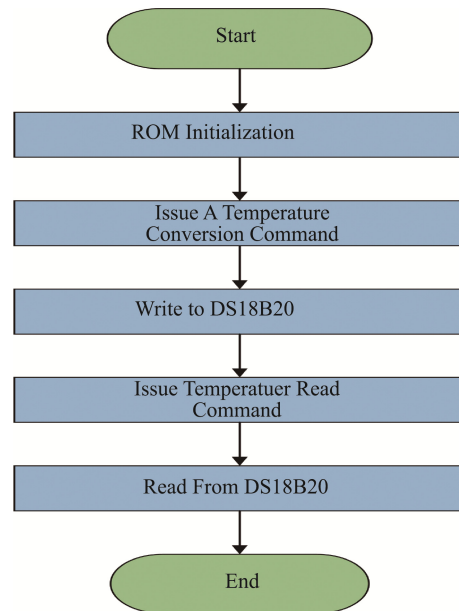 Start
ROM Initialization
Issue A Temperature
Conversion Command
Write to DS18B20
Issue Temperatuer Read
Command
Read From DS18B20
End